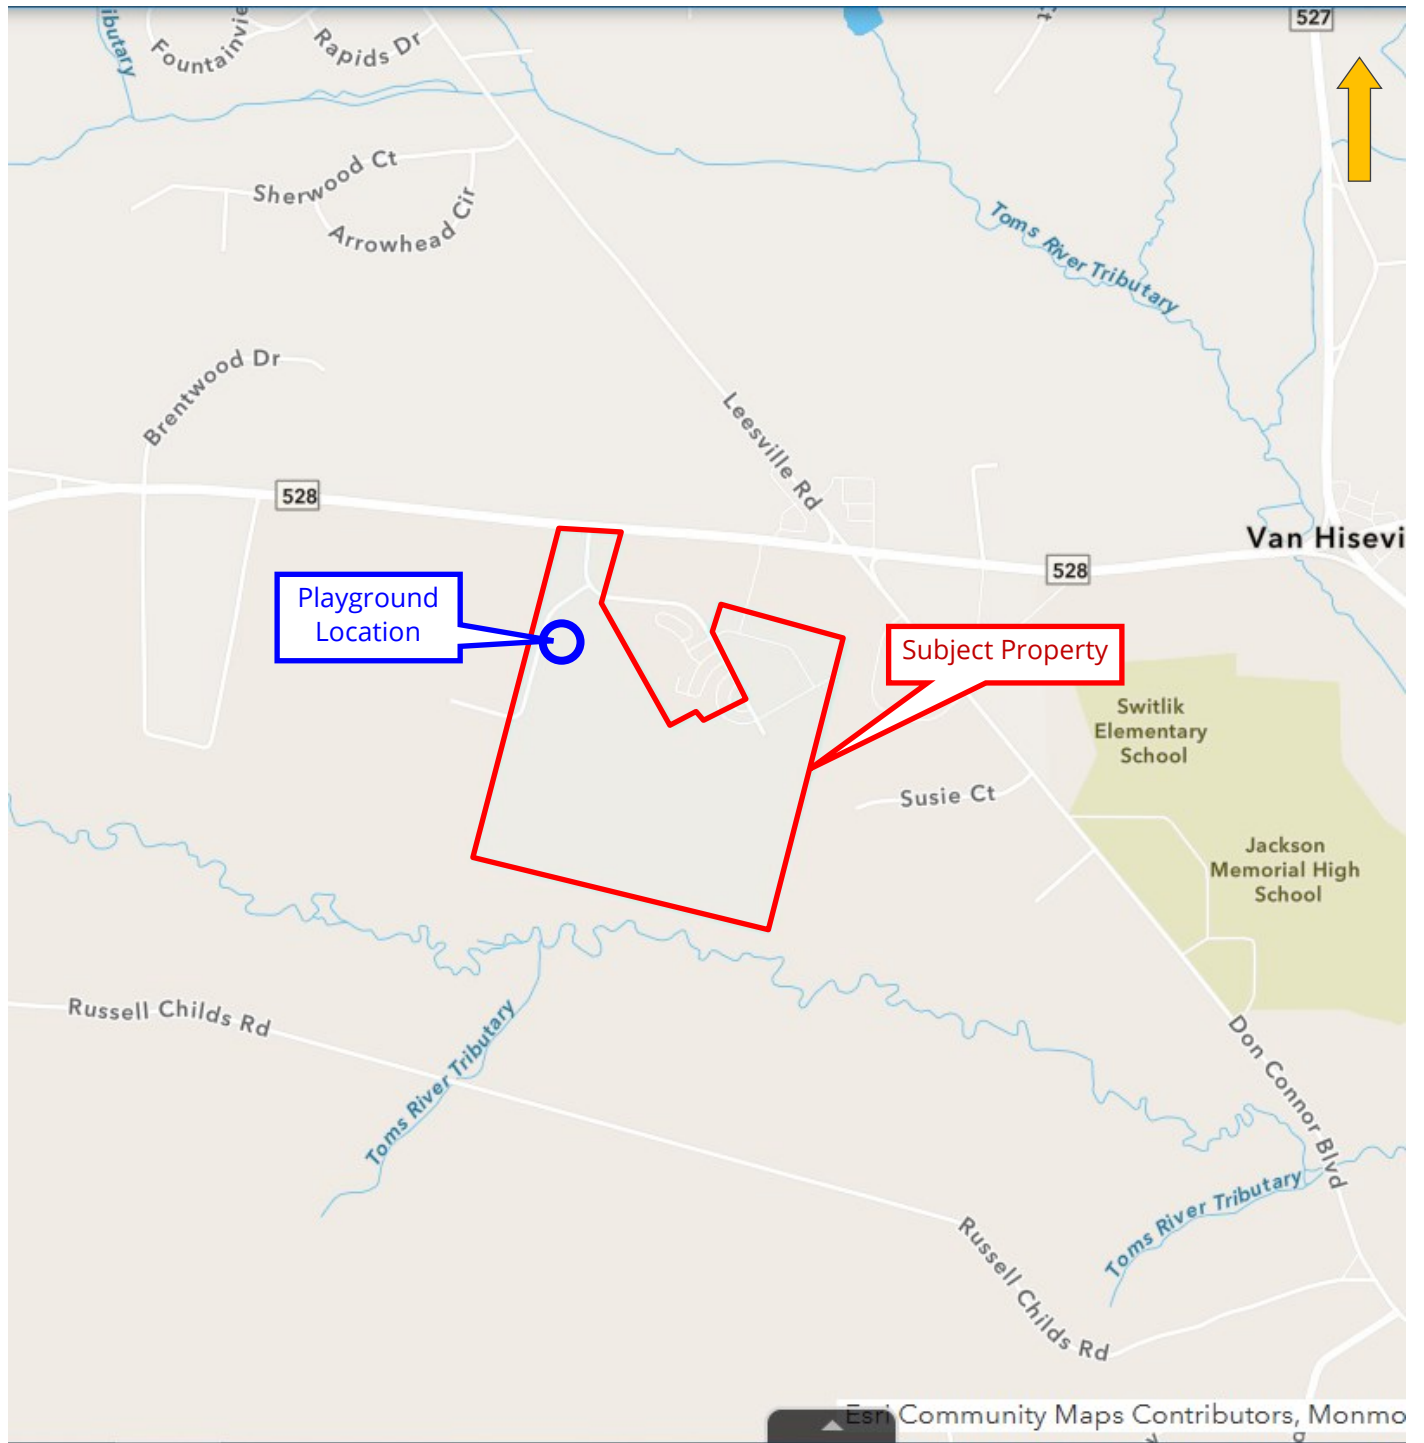 ibutary
Fountainvie
Rapids Dr
Ct
527
Sherwood Ct
Arrowhead Cir
Toms River Tributary
Brentwood Dr
Leesville Rd
528
Van Hisevi
528
Playground
Location
Subject Property
Switlik
Elementary
School
Susie Ct
Jackson
Memorial High
School
Russell Childs Rd
Toms River Tributary
Don Connor Blvd
Toms River Tributary
Russell Childs Rd
Esri Community Maps Contributors, Monmo